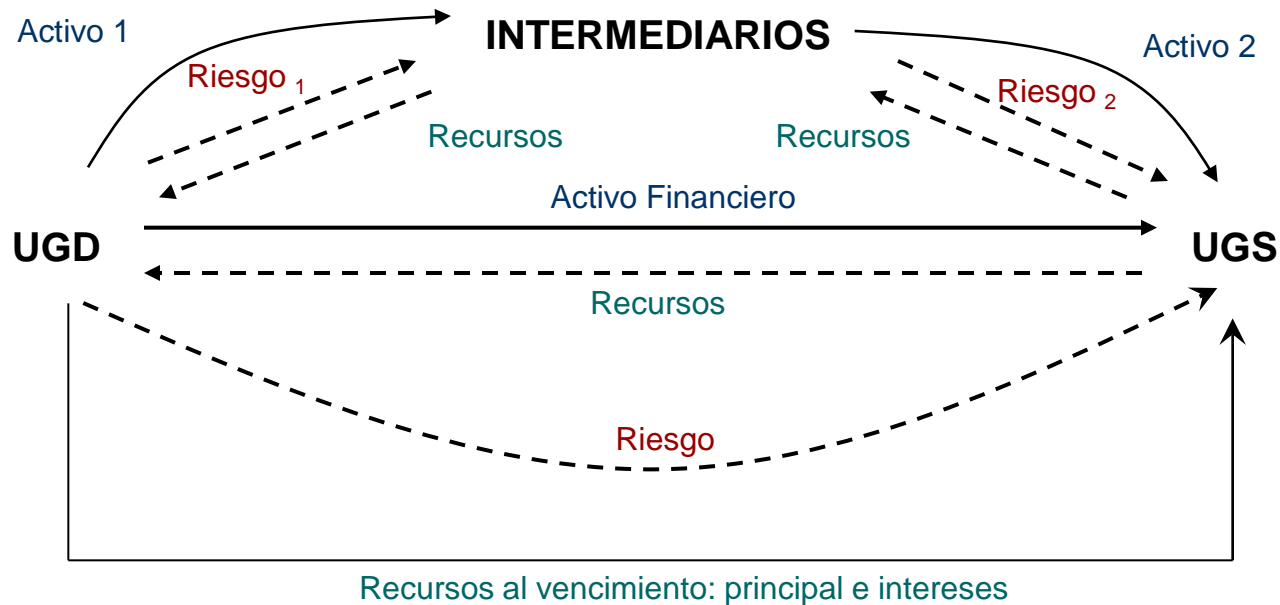 Activo 1
INTERMEDIARIOS
Activo 2
Riesgo 1
Riesgo 2
Recursos
Recursos
Activo Financiero
UGD
UGS
Recursos
Riesgo
Recursos al vencimiento: principal e intereses